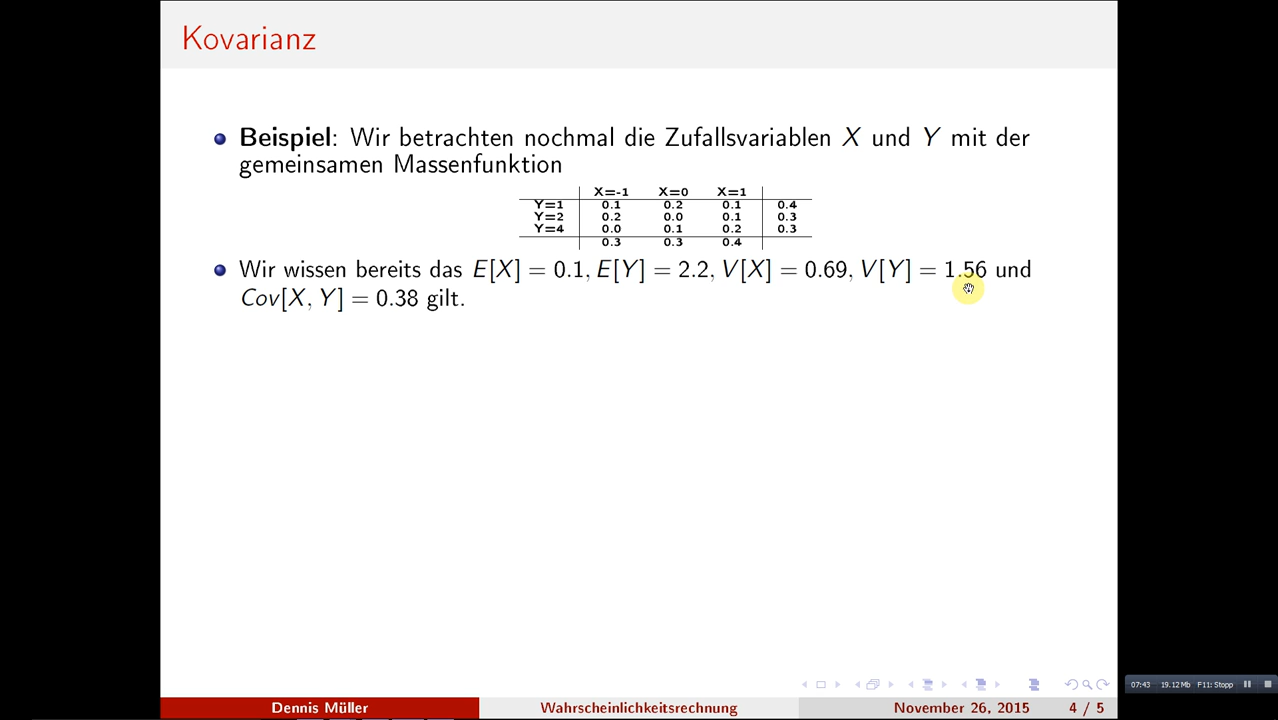 Kovarianz
Beispiel: Wir betrachten nochmal die Zufallsvariablen X und Y mit der
gemeinsamen Massenfunktion
X=-1 X=0 X=1
Y=1 0.1 0.2 0.1 0.4
Y=2 0.2 0.0 0.1 0.3
Y=4 0.0 0.1 0.2 0.3
0.3 0.3 0.4
Wir wissen bereits das E[X] = 0.1, E[Y] = 2.2, V[X] = 0.69, V[Y] = 1.56 und
Cov[X, Y] = 0.38 gilt.
07:43 19.12 Mb F11: Stopp
Dennis Müller Wahrscheinlichkeitsrechnung November 26, 2015 4 / 5